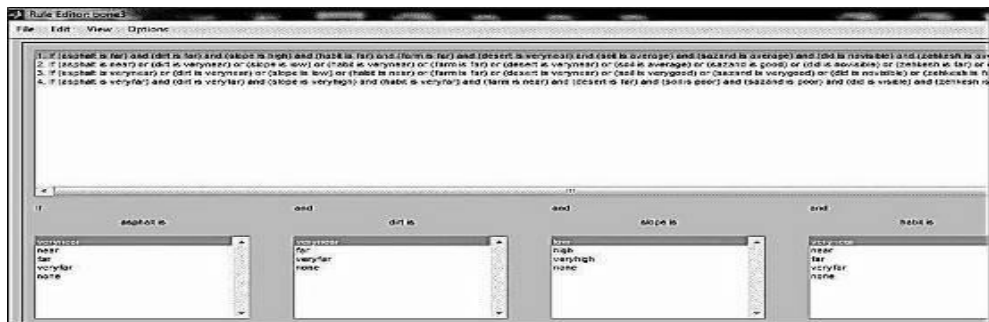 Rule Editor: bone3
File Edit View Options
1. If (asphalt is far) and (dirt is far) and (slope is high) and (habit is far) and (farm is far) and (desert is verynear) and (soil is average) and (sazand is average) and (did is novisible) and (zehkesh is av
2. If (asphalt is near) or (dirt is verynear) or (slope is low) or (habit is verynear) or (farm is far) or (desert is verynear) or (soil is average) or (sazand is good) or (did is novisible) or (zehkesh is far) or
3. If (asphalt is verynear) or (dirt is verynear) or (slope is low) or (habit is near) or (farm is far) or (desert is verynear) or (soil is verygood) or (sazand is verygood) or (did is novisible) or (zehkesh is
4. If (asphalt is veryfar) and (dirt is veryfar) and (slope is veryhigh) and (habit is veryfar) and (farm is near) and (desert is far) and (soil is poor) and (sazand is poor) and (did is visible) and (zehkesh is
If and and and
asphalt is dirt is slope is habit is
verynear verynear low verynear
near far high near
far veryfar veryhigh far
veryfar none none veryfar
none none